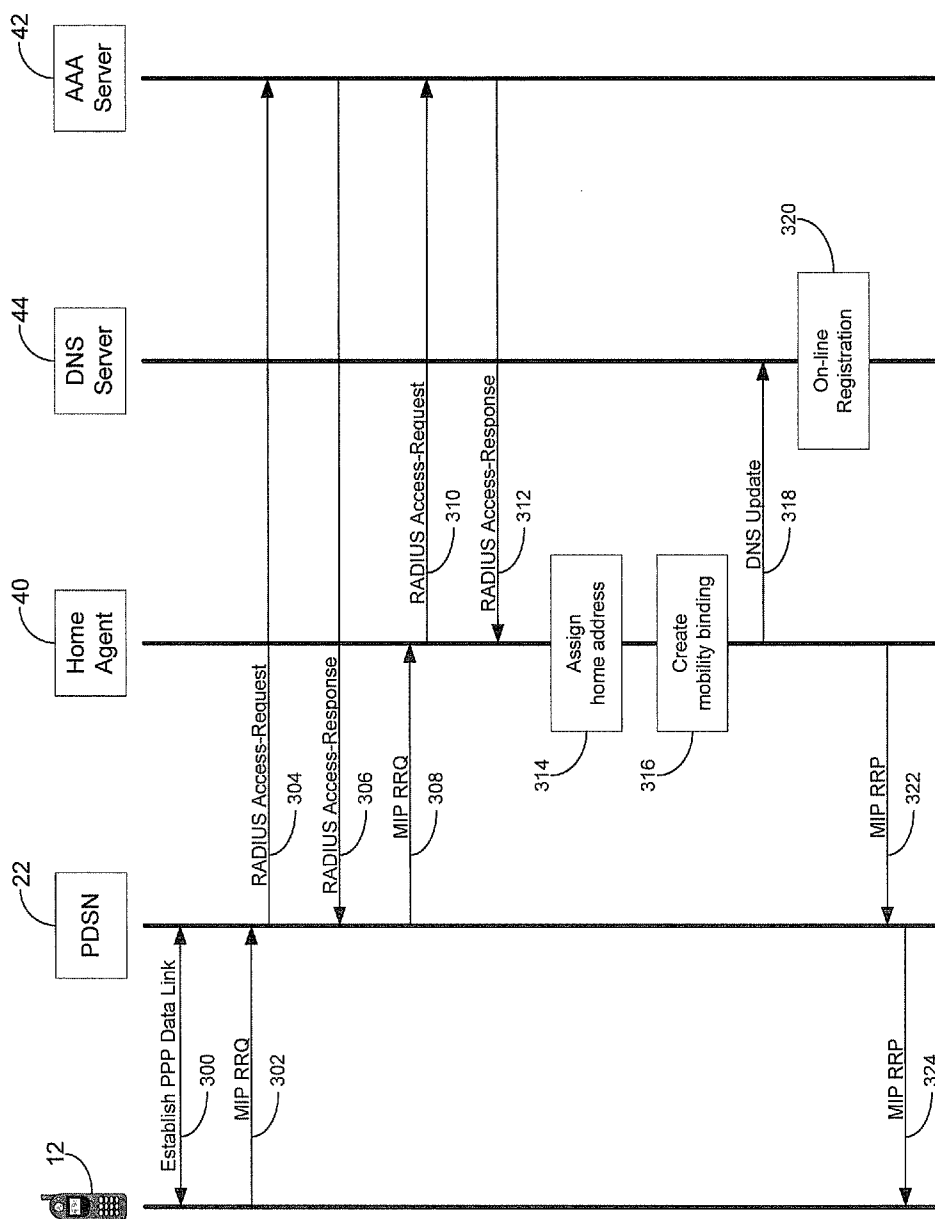 12
PDSN
22
Home
Agent
40
DNS
Server
44
AAA
Server
42
Establish PPP Data Link
300
MIP RRQ
302
RADIUS Access-Request
304
RADIUS Access-Response
306
MIP RRQ
308
RADIUS Access-Request
310
RADIUS Access-Response
312
Assign
home address
314
Create
mobility binding
316
DNS Update
318
On-line
Registration
320
MIP RRP
322
MIP RRP
324